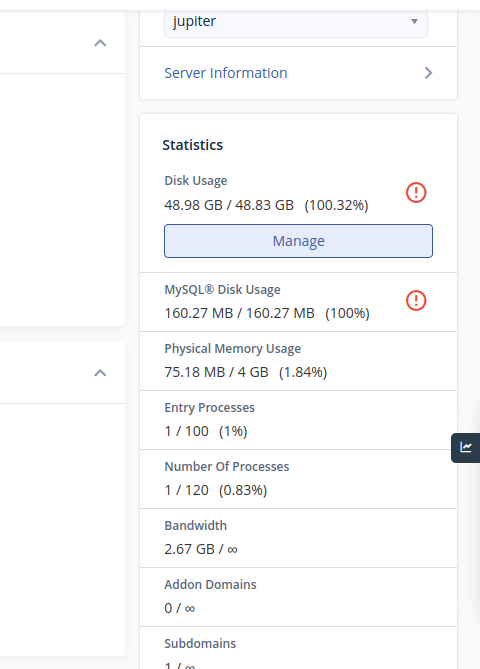 jupiter
Server Information
Statistics
Disk Usage
48.98 GB / 48.83 GB (100.32%)
Manage
MySQL® Disk Usage
160.27 MB / 160.27 MB (100%)
Physical Memory Usage
75.18 MB / 4 GB (1.84%)
Entry Processes
1 / 100 (1%)
Number Of Processes
1 / 120 (0.83%)
Bandwidth
2.67 GB / ∞
Addon Domains
0 / ∞
Subdomains
1 / ∞